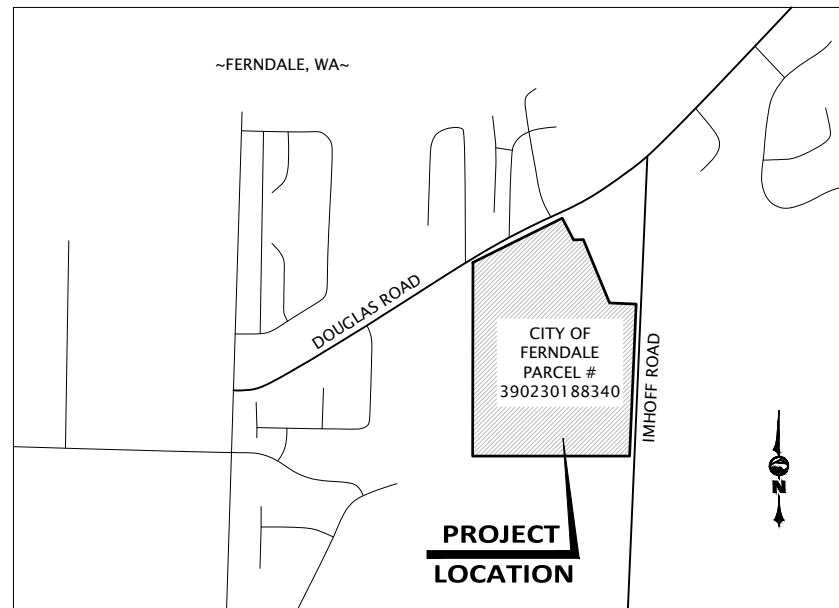 ~FERNDALE, WA~
DOUGLAS ROAD
CITY OF
FERNDALE
PARCEL #
390230188340
IMHOFF ROAD
N
PROJECT
LOCATION